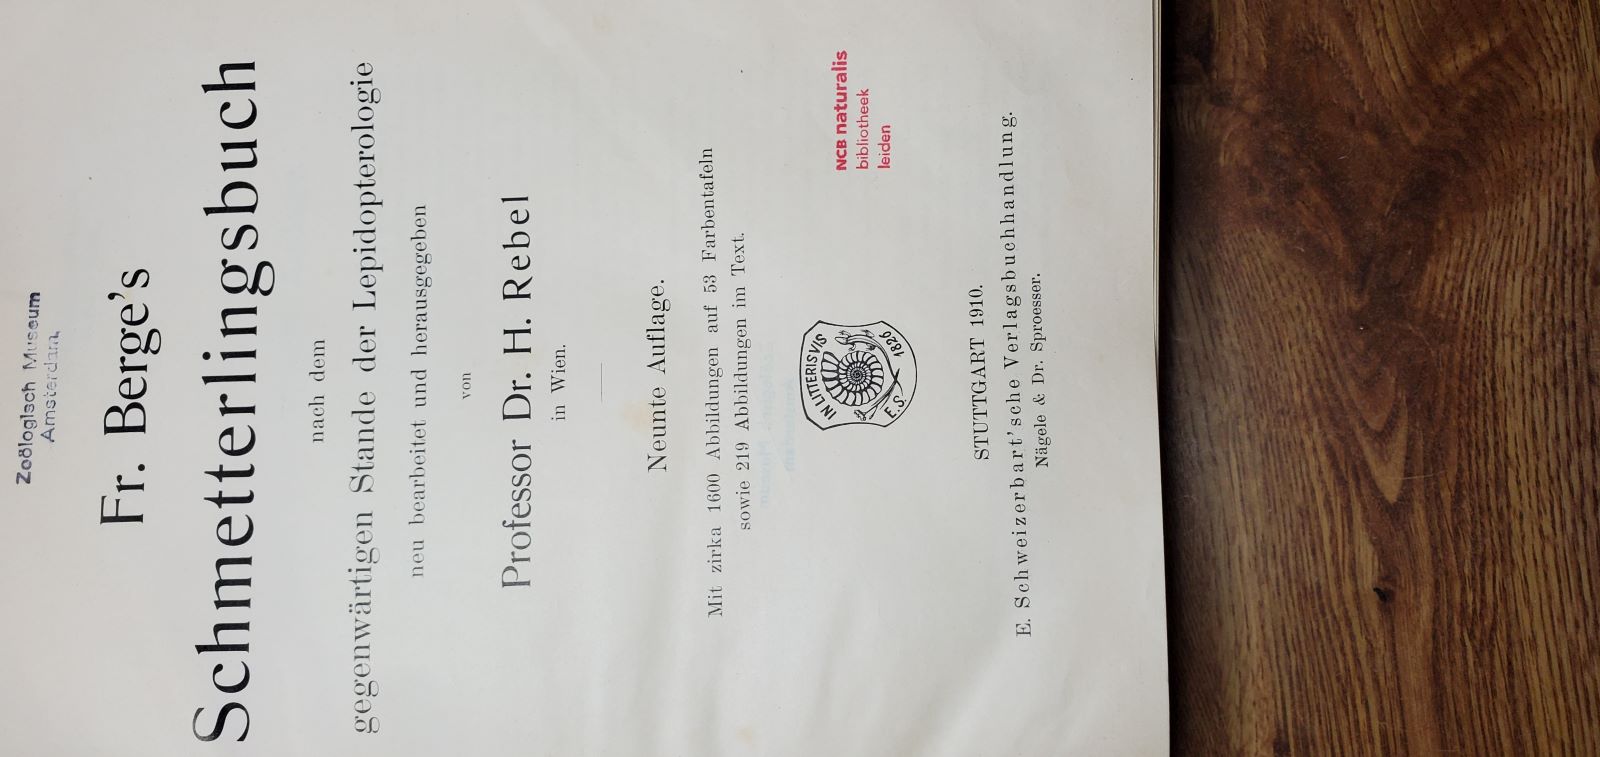 Zoölogisch Museum
Amsterdam.
Fr. Berge's
Schmetterlingsbuch
nach dem
gegenwärtigen Stande der Lepidopterologie
neu bearbeitet und herausgegeben
von
Professor Dr. H. Rebel
in Wien.
Neunte Auflage.
Mit zirka 1600 Abbildungen auf 53 Farbentafeln
sowie 219 Abbildungen im Text.
IN LITTERIS VIS
E.S.
1826
NCB naturalis
bibliotheek
leiden
STUTTGART 1910.
E. Schweizerbart'sche Verlagsbuchhandlung.
Nägele & Dr. Sproesser.